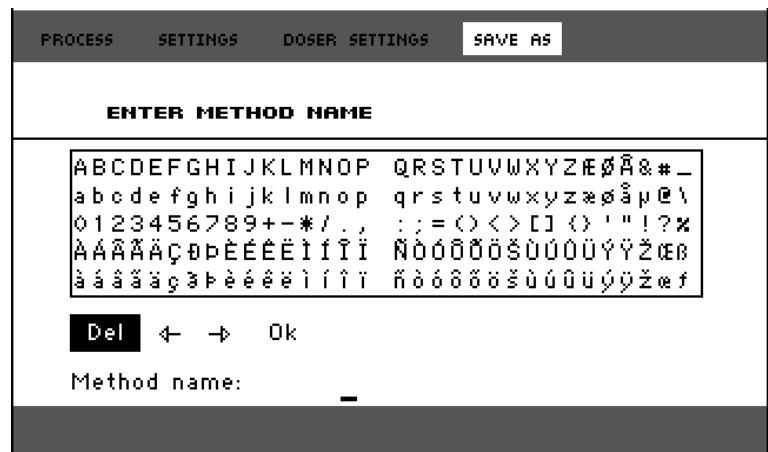 PROCESS SETTINGS DOSER SETTINGS SAVE AS
ENTER METHOD NAME
ABCDEFGHIJKLMNOP QRSTUVWXYZÆØÅ&#_
abcdefghijklmnop qrstuvwxyzæøåµ@\
0123456789+-*/., :;=()<>[]{}'"!?%
ÀÁÂÃÄÇÐÞÈÉÊËÌÍÎÏ ÑÒÓÔÕÖŠÙÚÛÜÝŸŽŒß
àáâãäçðþèéêëìíîï ñòóôõöšùúûüýÿžœƒ
Del ← → Ok
Method name: _